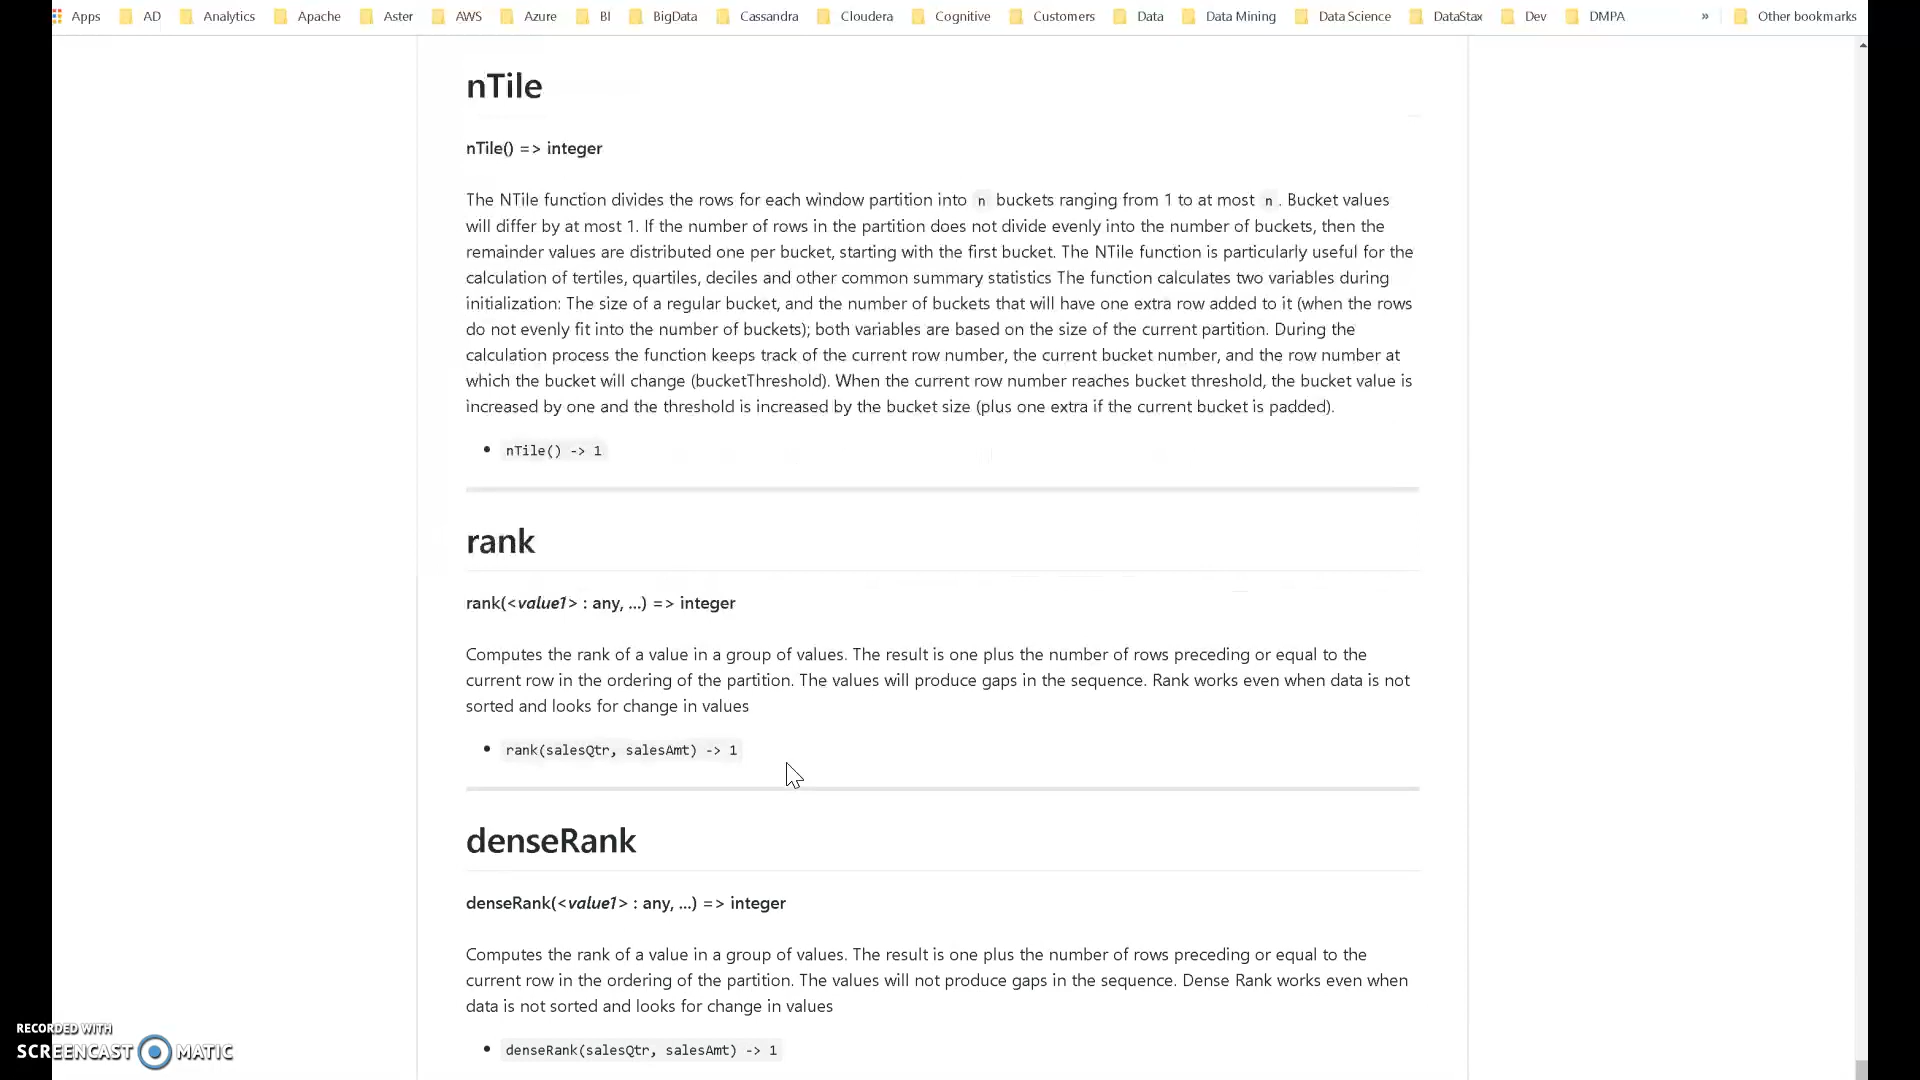 Apps AD Analytics Apache Aster AWS Azure BI BigData Cassandra Cloudera Cognitive Customers Data Data Mining Data Science DataStax Dev DMPA » Other bookmarks
nTile
nTile() => integer
The NTile function divides the rows for each window partition into n buckets ranging from 1 to at most n. Bucket values
will differ by at most 1. If the number of rows in the partition does not divide evenly into the number of buckets, then the
remainder values are distributed one per bucket, starting with the first bucket. The NTile function is particularly useful for the
calculation of tertiles, quartiles, deciles and other common summary statistics The function calculates two variables during
initialization: The size of a regular bucket, and the number of buckets that will have one extra row added to it (when the rows
do not evenly fit into the number of buckets); both variables are based on the size of the current partition. During the
calculation process the function keeps track of the current row number, the current bucket number, and the row number at
which the bucket will change (bucketThreshold). When the current row number reaches bucket threshold, the bucket value is
increased by one and the threshold is increased by the bucket size (plus one extra if the current bucket is padded).
• nTile() -> 1
rank
rank(<value1> : any, ...) => integer
Computes the rank of a value in a group of values. The result is one plus the number of rows preceding or equal to the
current row in the ordering of the partition. The values will produce gaps in the sequence. Rank works even when data is not
sorted and looks for change in values
• rank(salesQtr, salesAmt) -> 1
denseRank
denseRank(<value1> : any, ...) => integer
Computes the rank of a value in a group of values. The result is one plus the number of rows preceding or equal to the
current row in the ordering of the partition. The values will not produce gaps in the sequence. Dense Rank works even when
data is not sorted and looks for change in values
• denseRank(salesQtr, salesAmt) -> 1
RECORDED WITH
SCREENCAST MATIC